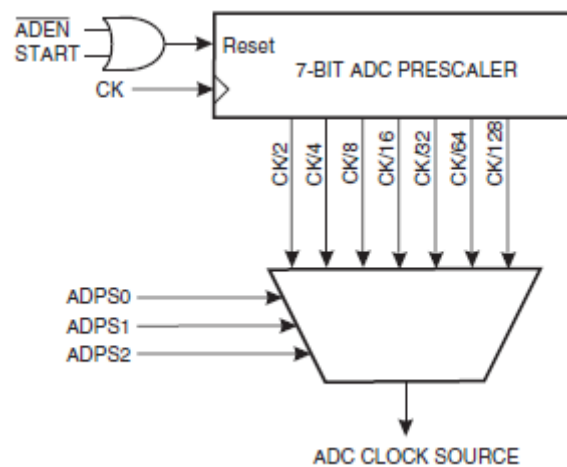 ADEN
START
Reset
7-BIT ADC PRESCALER
CK
CK/2
CK/4
CK/8
CK/16
CK/32
CK/64
CK/128
ADPS0
ADPS1
ADPS2
ADC CLOCK SOURCE